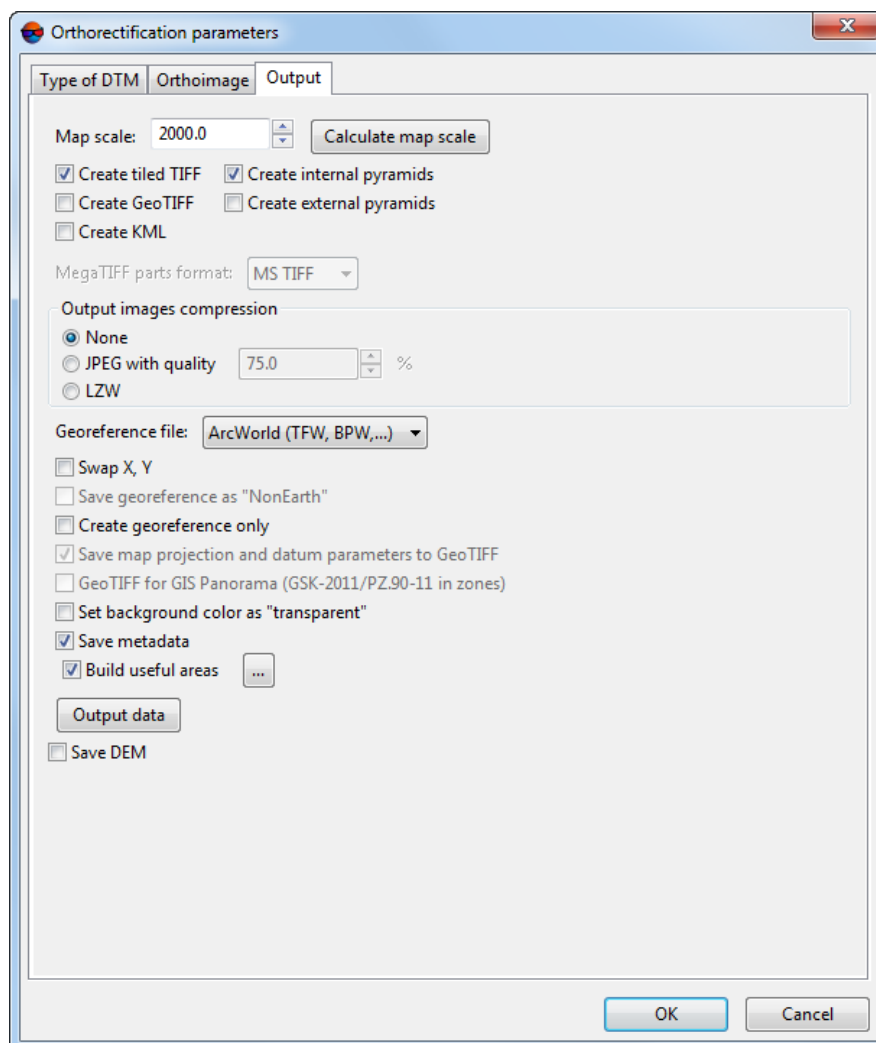 Orthorectification parameters
Type of DTM Orthoimage Output
Map scale: 2000.0 Calculate map scale
Create tiled TIFF Create internal pyramids
Create GeoTIFF Create external pyramids
Create KML
MegaTIFF parts format: MS TIFF
Output images compression
None
JPEG with quality 75.0 %
LZW
Georeference file: ArcWorld (TFW, BPW,...)
Swap X, Y
Save georeference as "NonEarth"
Create georeference only
Save map projection and datum parameters to GeoTIFF
GeoTIFF for GIS Panorama (GSK-2011/PZ.90-11 in zones)
Set background color as "transparent"
Save metadata
Build useful areas ...
Output data
Save DEM
OK Cancel